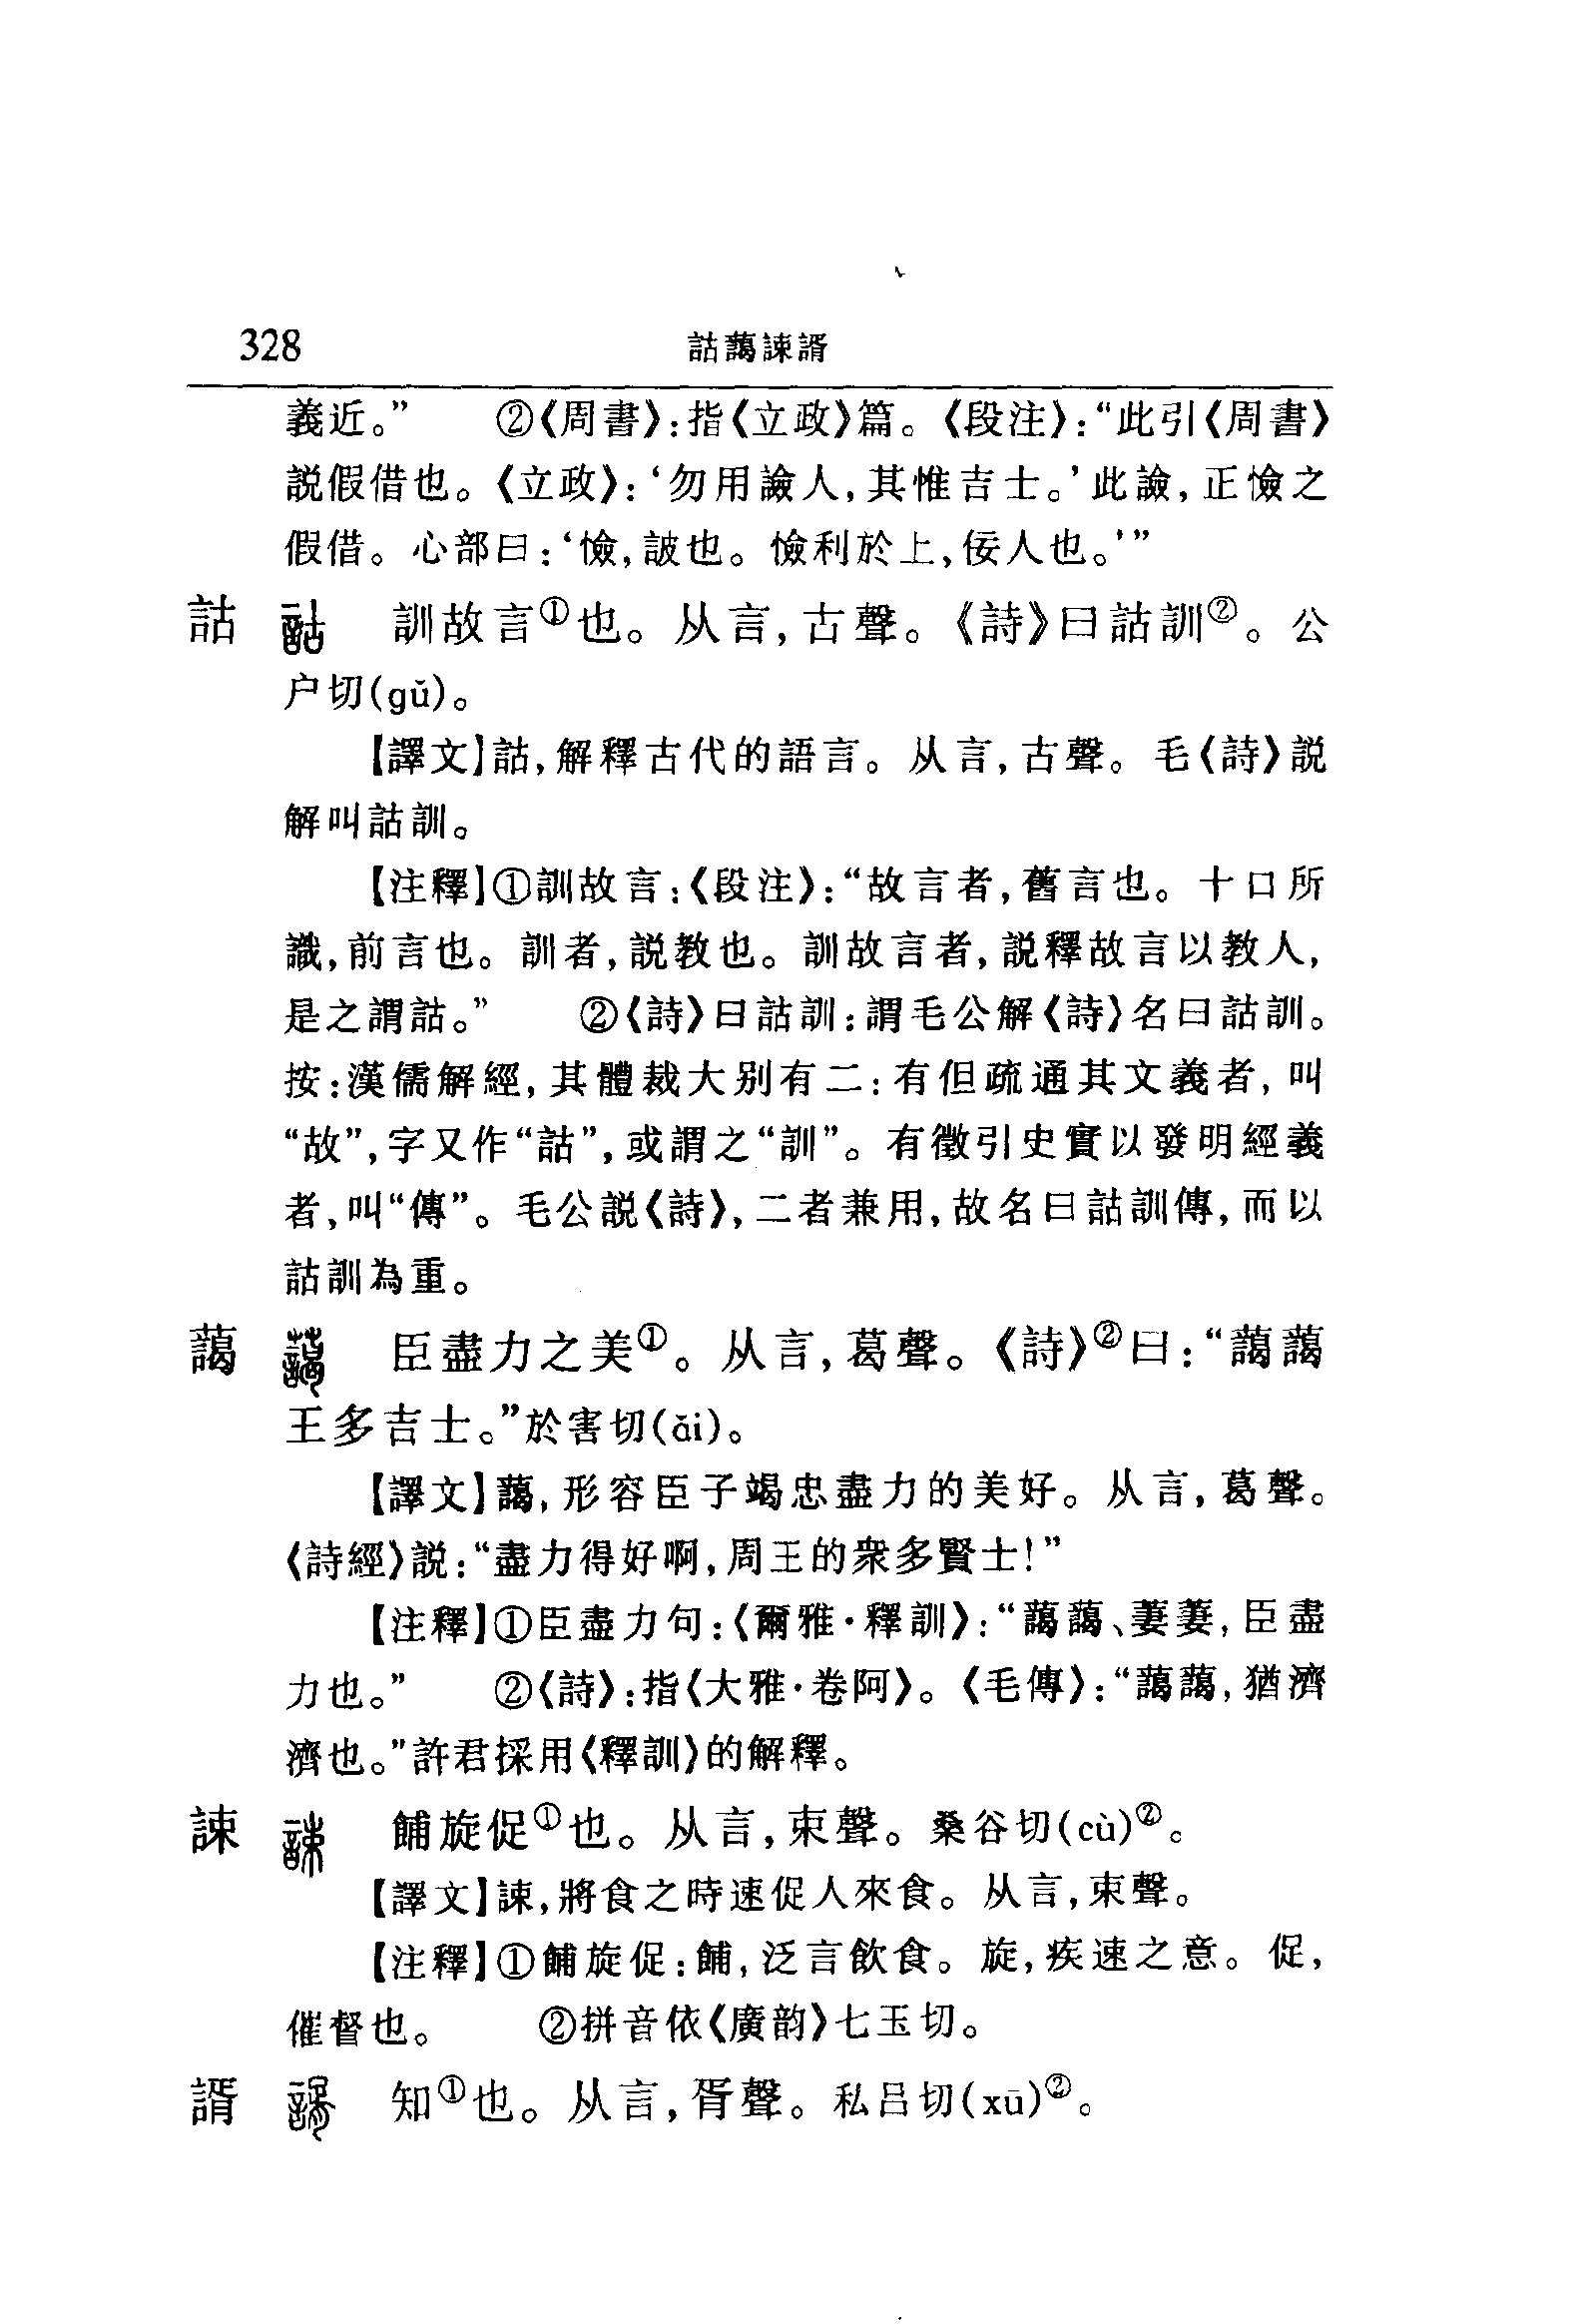 328 詁藹諫諝
義近。” ②〈周書〉:指〈立政〉篇。〈段注〉:“此引〈周書〉
説假借也。〈立政〉:‘勿用譣人,其惟吉士。’此譣,正憸之
假借。心部曰:‘憸,詖也。憸利於上,佞人也。’”
詁 訓故言①也。从言,古聲。《詩》曰詁訓②。公
户切(gǔ)。
【譯文】詁,解釋古代的語言。从言,古聲。毛〈詩〉説
解叫詁訓。
【注釋】①訓故言:〈段注〉:“故言者,舊言也。十口所
識,前言也。訓者,説教也。訓故言者,説釋故言以教人,
是之謂詁。” ②〈詩〉曰詁訓:謂毛公解〈詩〉名曰詁訓。
按:漢儒解經,其體裁大别有二:有但疏通其文義者,叫
“故”,字又作“詁”,或謂之“訓”。有徵引史實以發明經義
者,叫“傳”。毛公説〈詩〉,二者兼用,故名曰詁訓傳,而以
詁訓為重。
藹 臣盡力之美①。从言,葛聲。《詩》②曰:“藹藹
王多吉士。”於害切(ǎi)。
【譯文】藹,形容臣子竭忠盡力的美好。从言,葛聲。
〈詩經〉説:“盡力得好啊,周王的衆多賢士!”
【注釋】①臣盡力句:〈爾雅·釋訓〉:“藹藹、萋萋,臣盡
力也。” ②〈詩〉:指〈大雅·卷阿〉。〈毛傳〉:“藹藹,猶濟
濟也。”許君採用〈釋訓〉的解釋。
諫 餔旋促①也。从言,束聲。桑谷切(cù)②。
【譯文】諫,將食之時速促人來食。从言,束聲。
【注釋】①餔旋促:餔,泛言飲食。旋,疾速之意。促,
催督也。 ②拼音依〈廣韵〉七玉切。
諝 知①也。从言,胥聲。私吕切(xū)②。